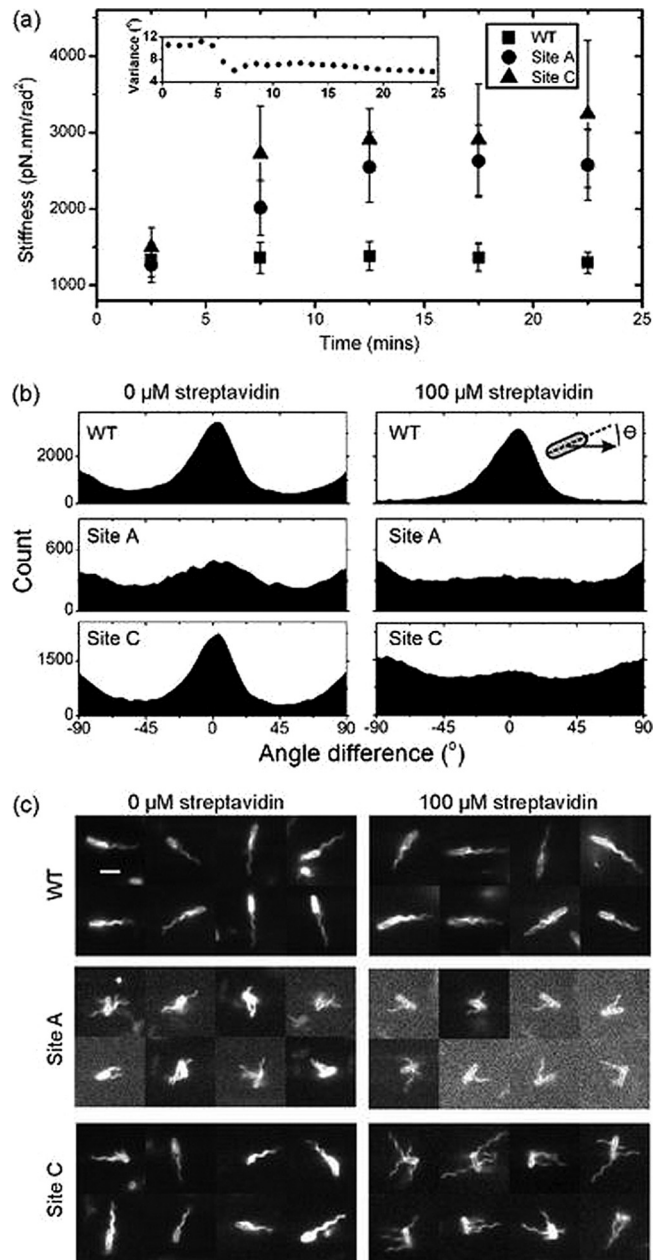 (a)
4000
3000
2000
1000
Stiffness (pN.nm/rad²)
12
8
4
Variance (°)
0 5 10 15 20 25
WT
Site A
Site C
0 5 10 15 20 25
Time (mins)
(b)
0 µM streptavidin 100 µM streptavidin
WT
2000
0
WT
Θ
Site A
600
0
Site A
Site C
1500
0
Site C
Count
-90 -45 0 45 90
-90 -45 0 45 90
Angle difference (°)
(c)
0 µM streptavidin 100 µM streptavidin
WT
Site A
Site C